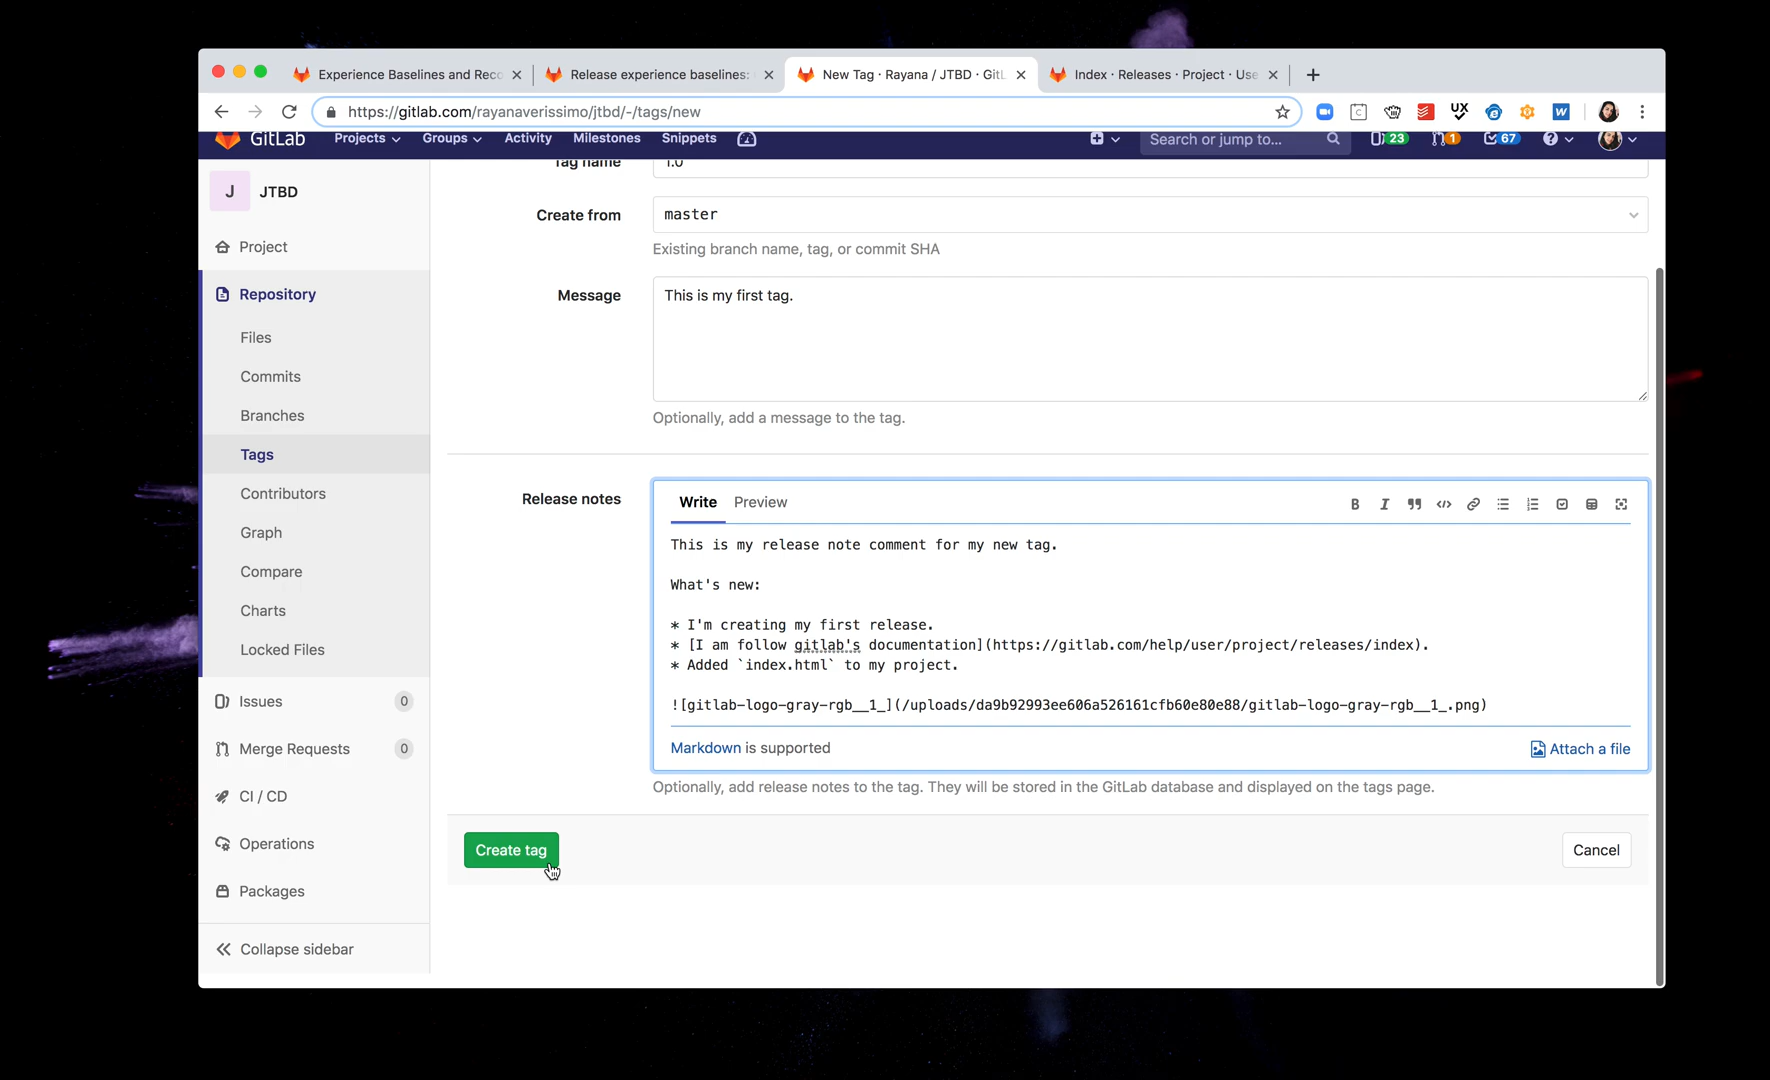 Experience Baselines and Reco
Release experience baselines:
New Tag · Rayana / JTBD · GitL
Index · Releases · Project · Use
https://gitlab.com/rayanaverissimo/jtbd/-/tags/new
C
UX
W
GitLab
Projects
Groups
Activity
Milestones
Snippets
Search or jump to...
23
1
67
J JTBD
Project
Repository
Files
Commits
Branches
Tags
Contributors
Graph
Compare
Charts
Locked Files
Issues 0
Merge Requests 0
CI / CD
Operations
Packages
Collapse sidebar
Tag name 1.0
Create from master
Existing branch name, tag, or commit SHA
Message This is my first tag.
Optionally, add a message to the tag.
Release notes
Write Preview
This is my release note comment for my new tag.
What's new:
* I'm creating my first release.
* [I am follow gitlab's documentation](https://gitlab.com/help/user/project/releases/index).
* Added `index.html` to my project.
![gitlab-logo-gray-rgb__1_](/uploads/da9b92993ee606a526161cfb60e80e88/gitlab-logo-gray-rgb__1_.png)
Markdown is supported
Attach a file
Optionally, add release notes to the tag. They will be stored in the GitLab database and displayed on the tags page.
Create tag
Cancel